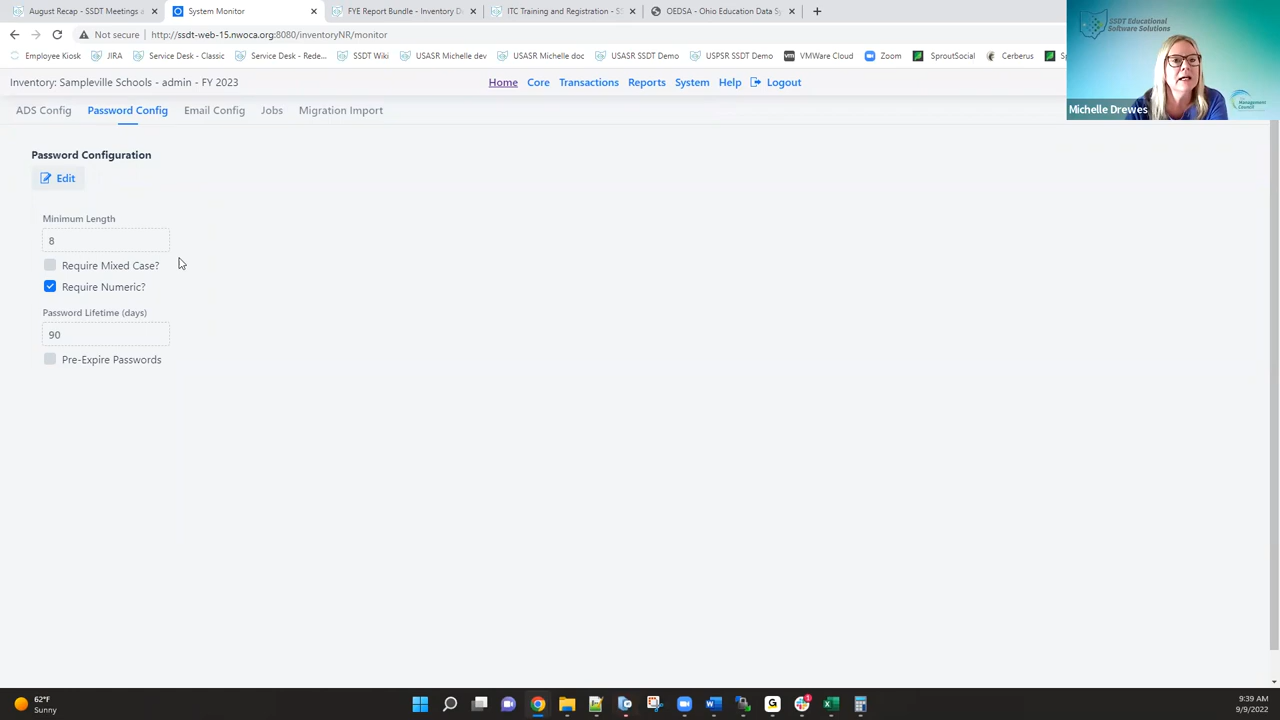 August Recap - SSDT Meetings a
System Monitor
FYE Report Bundle - Inventory D
ITC Training and Registration - SS
OEDSA - Ohio Education Data Sy
Not secure
http://ssdt-web-15.nwoca.org:8080/inventoryNR/monitor
Employee Kiosk
JIRA
Service Desk - Classic
Service Desk - Rede...
SSDT Wiki
USASR Michelle dev
USASR Michelle doc
USASR SSDT Demo
USPSR SSDT Demo
VMWare Cloud
Zoom
SproutSocial
Cerberus
Sp
Inventory: Sampleville Schools - admin - FY 2023
Home
Core
Transactions
Reports
System
Help
Logout
ADS Config
Password Config
Email Config
Jobs
Migration Import
SSDT Educational
Software Solutions
Management
Council
Michelle Drewes
Password Configuration
Edit
Minimum Length
8
Require Mixed Case?
Require Numeric?
Password Lifetime (days)
90
Pre-Expire Passwords
62°F
Sunny
9:39 AM
9/9/2022